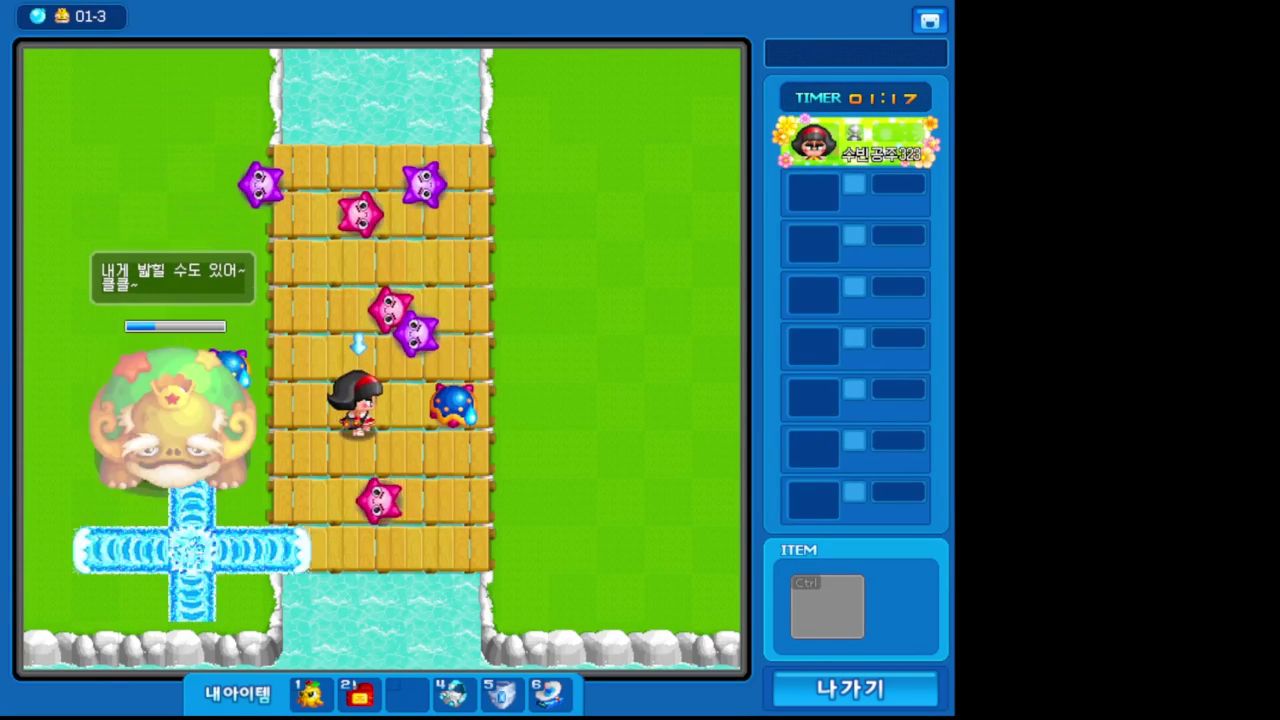 01-3
TIMER 01:17
수빈공주323
내게 밟힐 수도 있어~
클클~
ITEM
Ctrl
내아이템
1
2
4
5
6
나가기